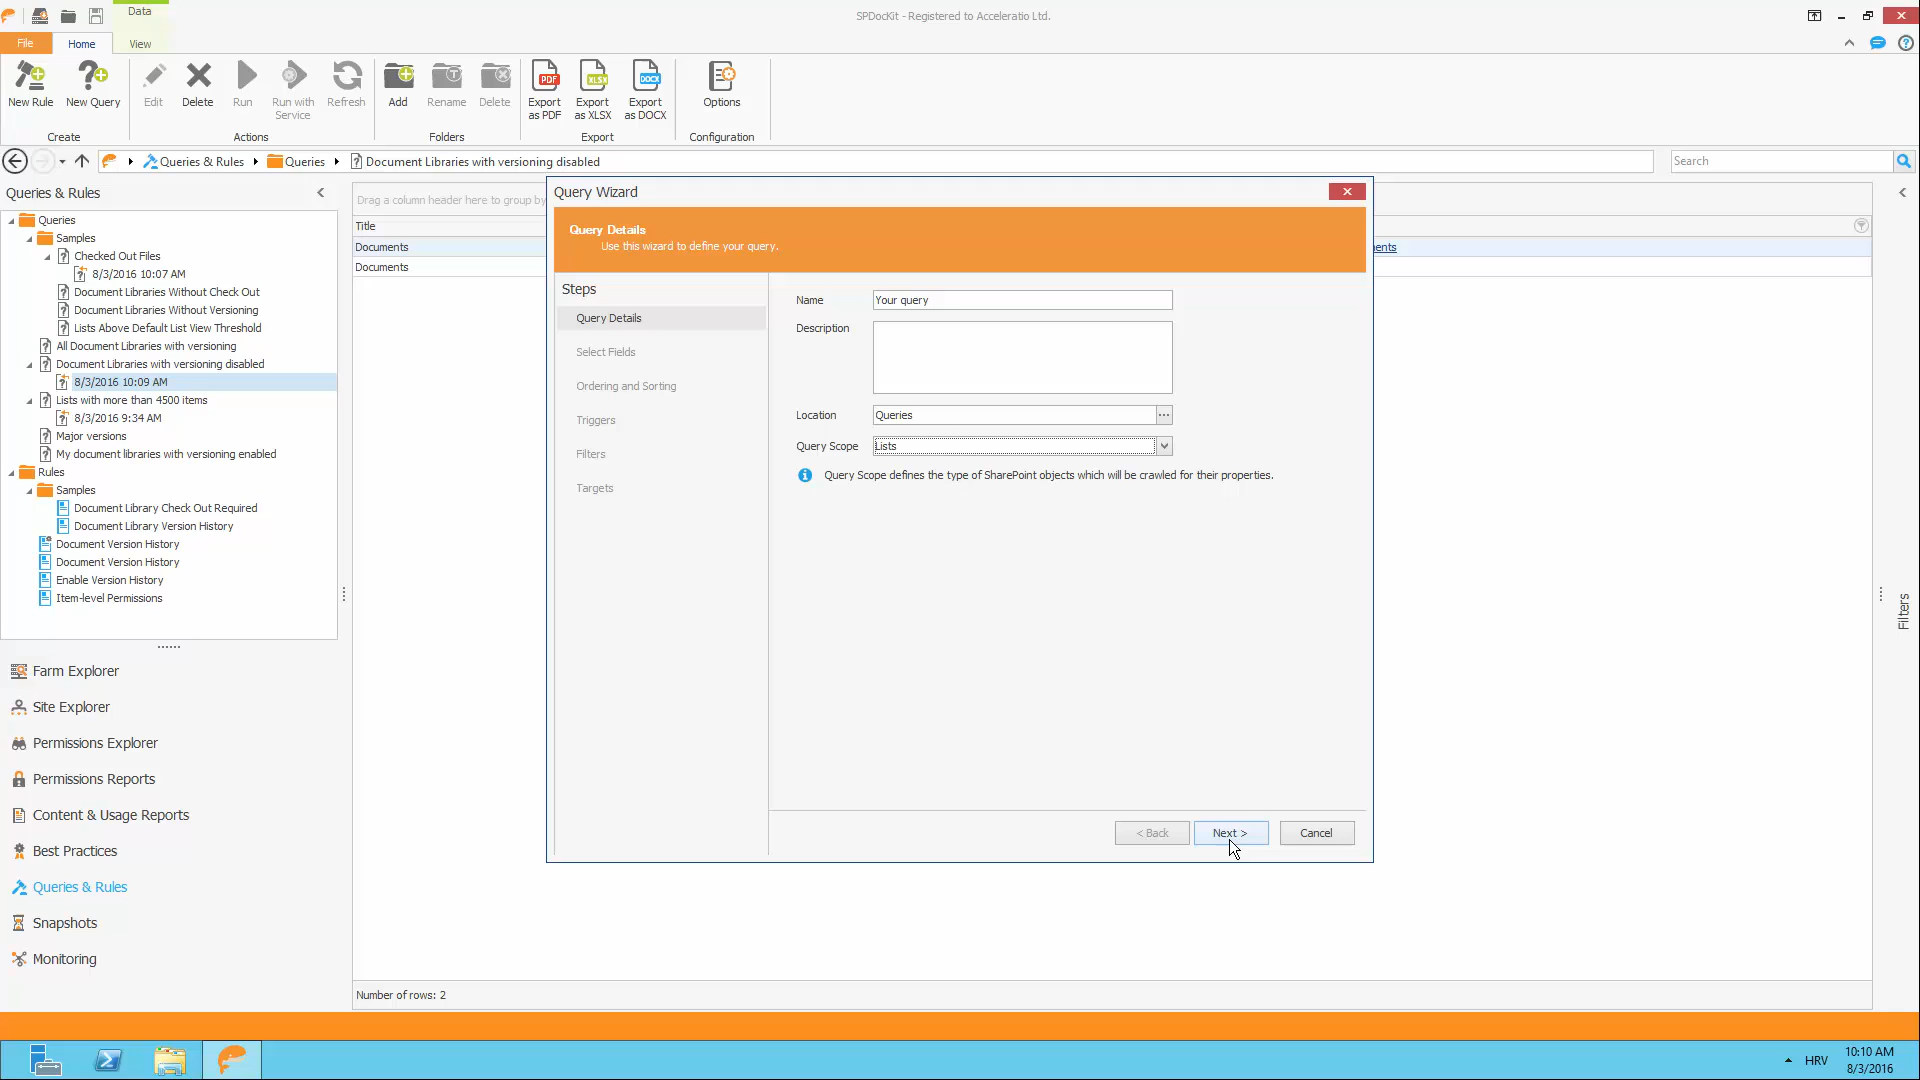 Data
SPDocKit - Registered to Acceleratio Ltd.
File
Home
View
New Rule
New Query
Edit
Delete
Run
Run with
Service
Refresh
Add
Rename
Delete
Export
as PDF
Export
as XLSX
Export
as DOCX
Options
PDF
XLSX
DOCX
Create
Actions
Folders
Export
Configuration
Queries & Rules
Queries
Document Libraries with versioning disabled
Search
Queries & Rules
Queries
Samples
Checked Out Files
8/3/2016 10:07 AM
Document Libraries Without Check Out
Document Libraries Without Versioning
Lists Above Default List View Threshold
All Document Libraries with versioning
Document Libraries with versioning disabled
8/3/2016 10:09 AM
Lists with more than 4500 items
8/3/2016 9:34 AM
Major versions
My document libraries with versioning enabled
Rules
Samples
Document Library Check Out Required
Document Library Version History
Document Version History
Document Version History
Enable Version History
Item-level Permissions
Farm Explorer
Site Explorer
Permissions Explorer
Permissions Reports
Content & Usage Reports
Best Practices
Queries & Rules
Snapshots
Monitoring
Drag a column header here to group by
Title
Documents
ents
Documents
Number of rows: 2
Filters
Query Wizard
Query Details
Use this wizard to define your query.
Steps
Query Details
Select Fields
Ordering and Sorting
Triggers
Filters
Targets
Name
Your query
Description
Location
Queries
Query Scope
Lists
Query Scope defines the type of SharePoint objects which will be crawled for their properties.
< Back
Next >
Cancel
HRV
10:10 AM
8/3/2016